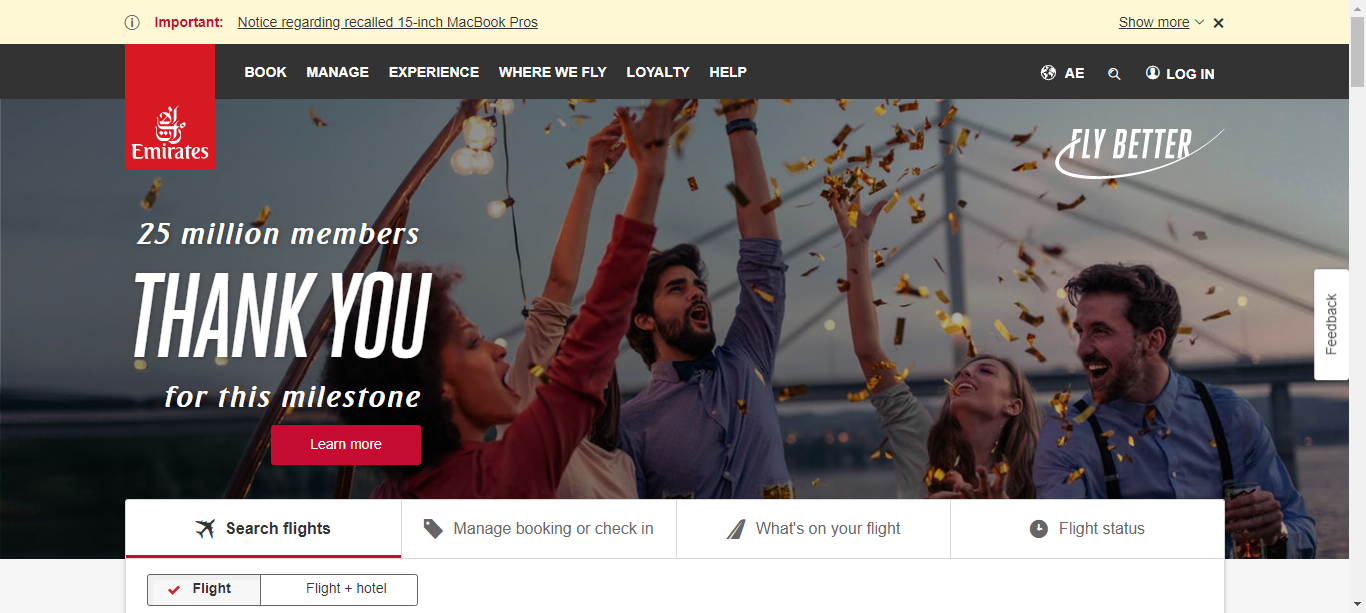 Important: Notice regarding recalled 15-inch MacBook Pros Show more
BOOK MANAGE EXPERIENCE WHERE WE FLY LOYALTY HELP AE LOG IN
Emirates
FLY BETTER
25 million members
THANK YOU
for this milestone
Learn more
Feedback
Search flights Manage booking or check in What's on your flight Flight status
Flight Flight + hotel